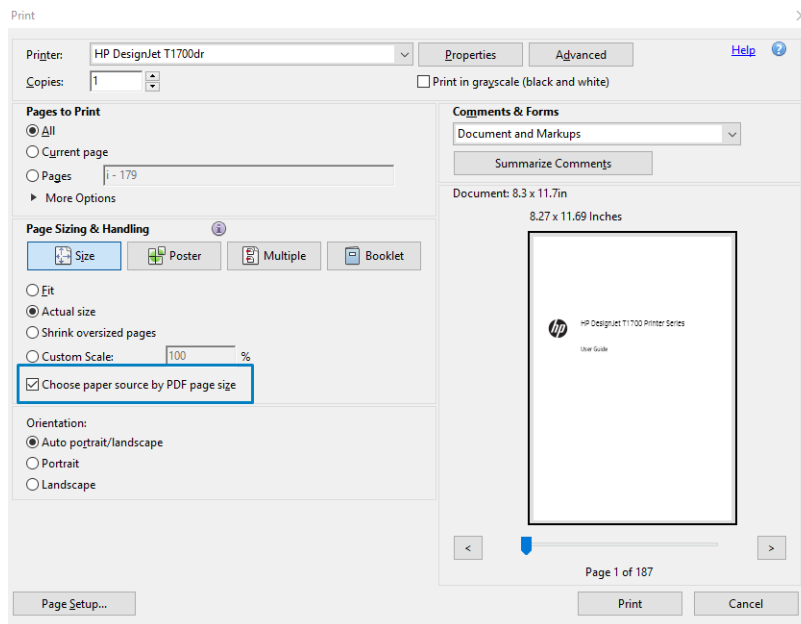 Print
Printer: HP DesignJet T1700dr Properties Advanced Help
Copies: 1 Print in grayscale (black and white)
Pages to Print
All
Current page
Pages i - 179
More Options
Comments & Forms
Document and Markups
Summarize Comments
Page Sizing & Handling
Size Poster Multiple Booklet
Fit
Actual size
Shrink oversized pages
Custom Scale: 100 %
Choose paper source by PDF page size
Orientation:
Auto portrait/landscape
Portrait
Landscape
Document: 8.3 x 11.7in
8.27 x 11.69 Inches
hp HP DesignJet T1700 Printer Series
User Guide
< >
Page 1 of 187
Page Setup... Print Cancel